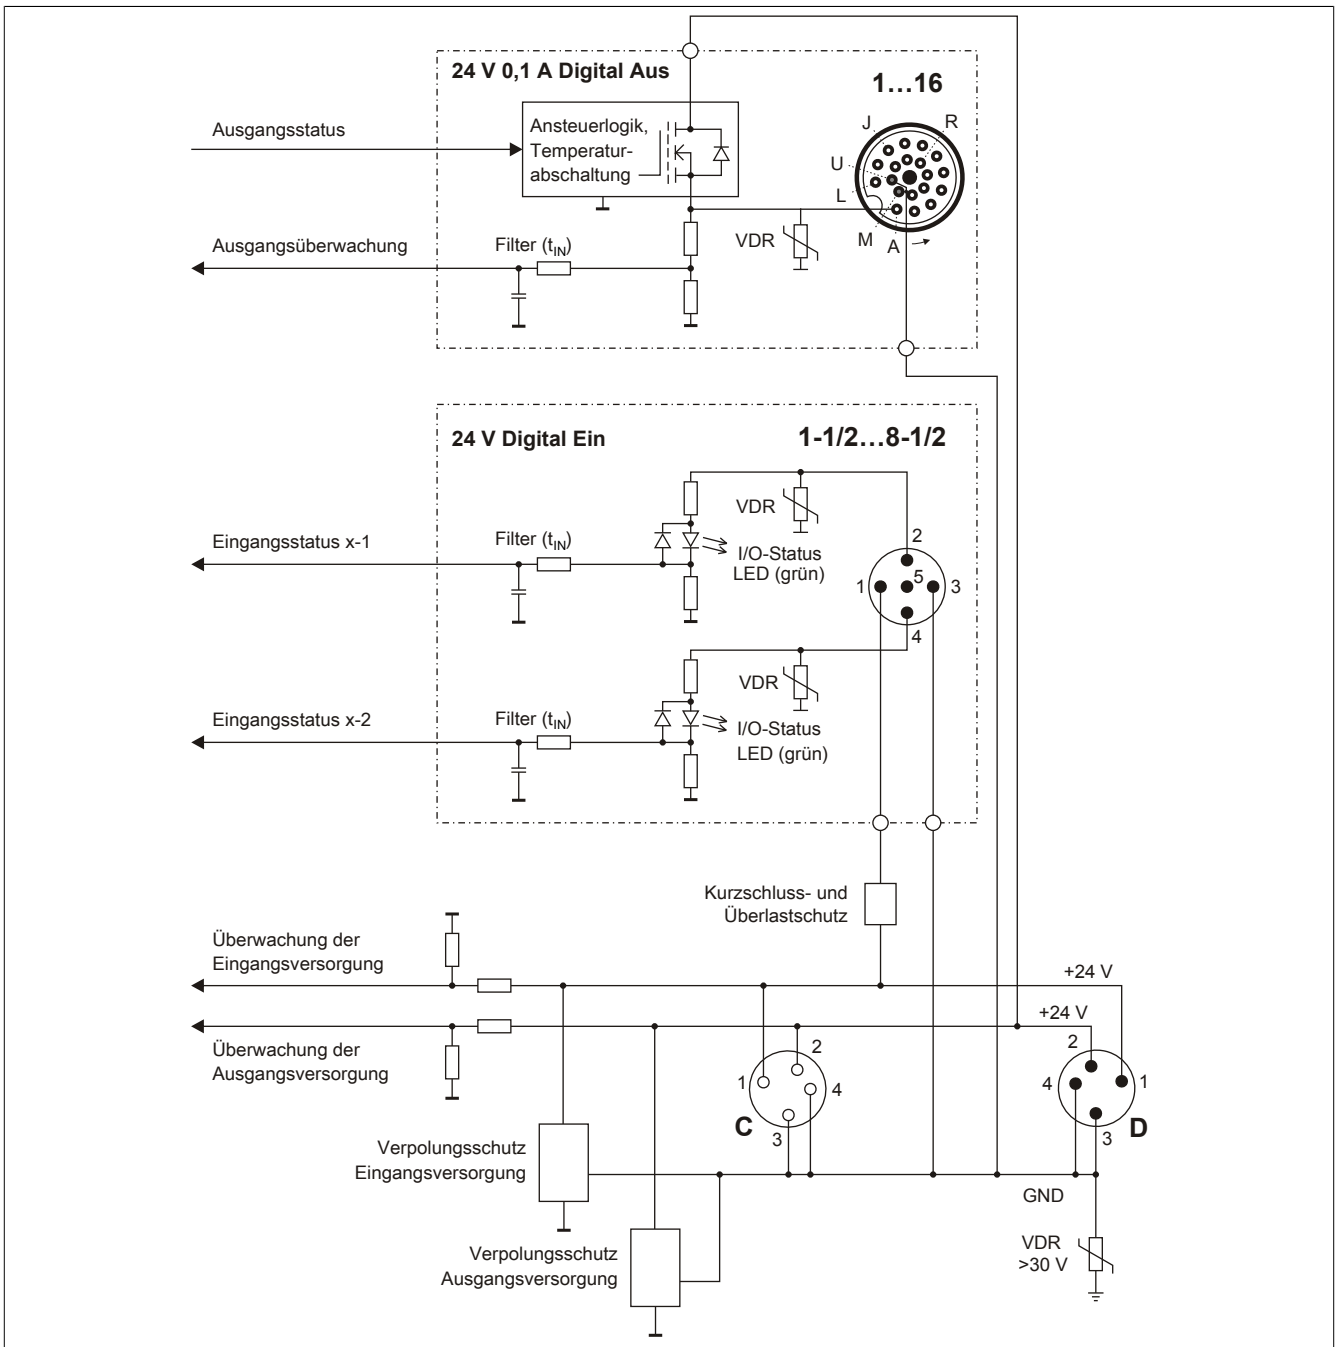 24 V 0,1 A Digital Aus
1…16
Ausgangsstatus
Ansteuerlogik,
Temperatur-
abschaltung
J
R
U
L
M
A
Ausgangsüberwachung
Filter (tIN)
VDR
24 V Digital Ein
1-1/2…8-1/2
VDR
Eingangsstatus x-1
Filter (tIN)
I/O-Status
LED (grün)
2
1
5
3
4
VDR
Eingangsstatus x-2
Filter (tIN)
I/O-Status
LED (grün)
Kurzschluss- und
Überlastschutz
Überwachung der
Eingangsversorgung
+24 V
+24 V
Überwachung der
Ausgangsversorgung
2
1
4
3
C
2
4
1
3
D
Verpolungsschutz
Eingangsversorgung
GND
Verpolungsschutz
Ausgangsversorgung
VDR
>30 V